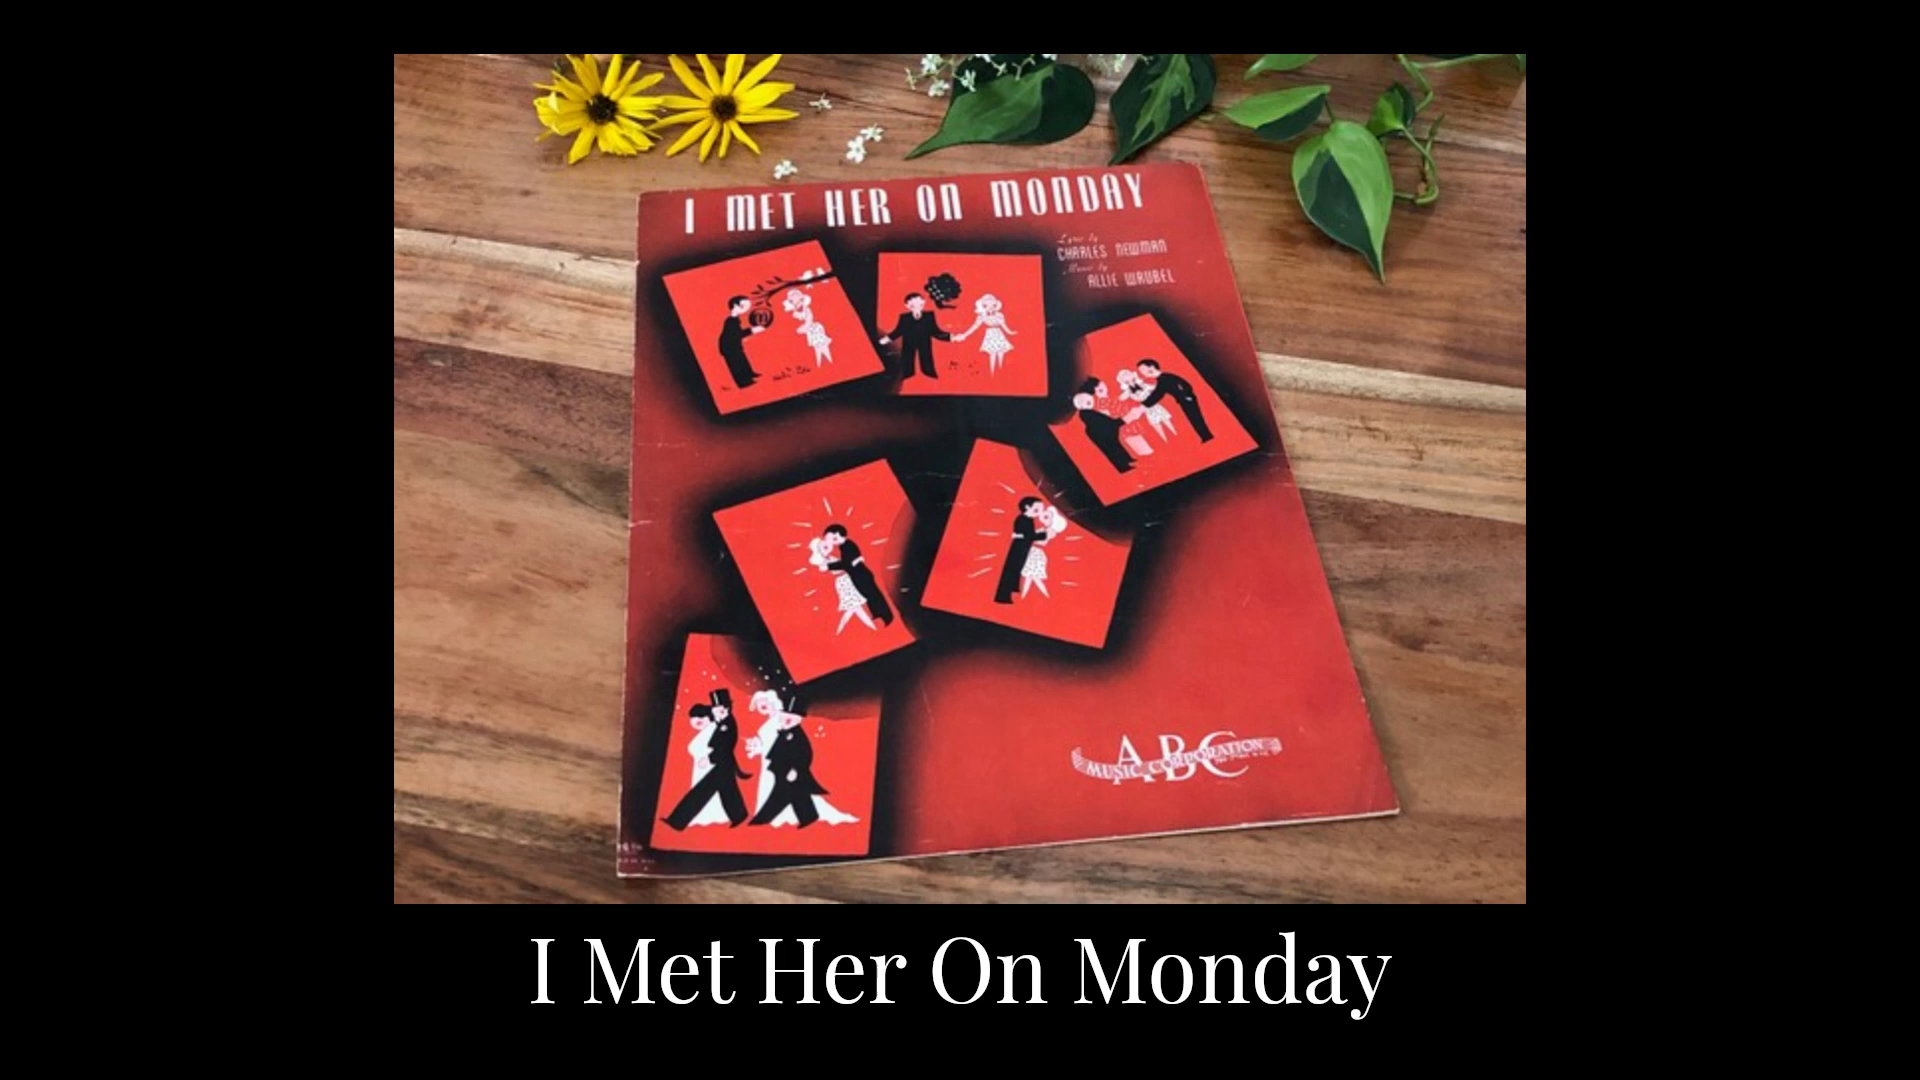 I MET HER ON MONDAY
Lyric by
CHARLES NEWMAN
Music by
ALLIE WRUBEL
ABC
MUSIC CORPORATION
I Met Her On Monday